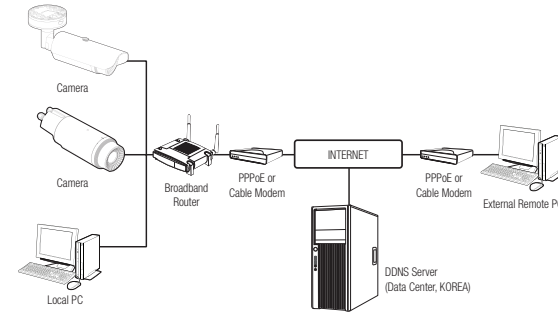 Camera
Camera
Local PC
Broadband
Router
PPPoE or
Cable Modem
INTERNET
PPPoE or
Cable Modem
External Remote PC
DDNS Server
(Data Center, KOREA)